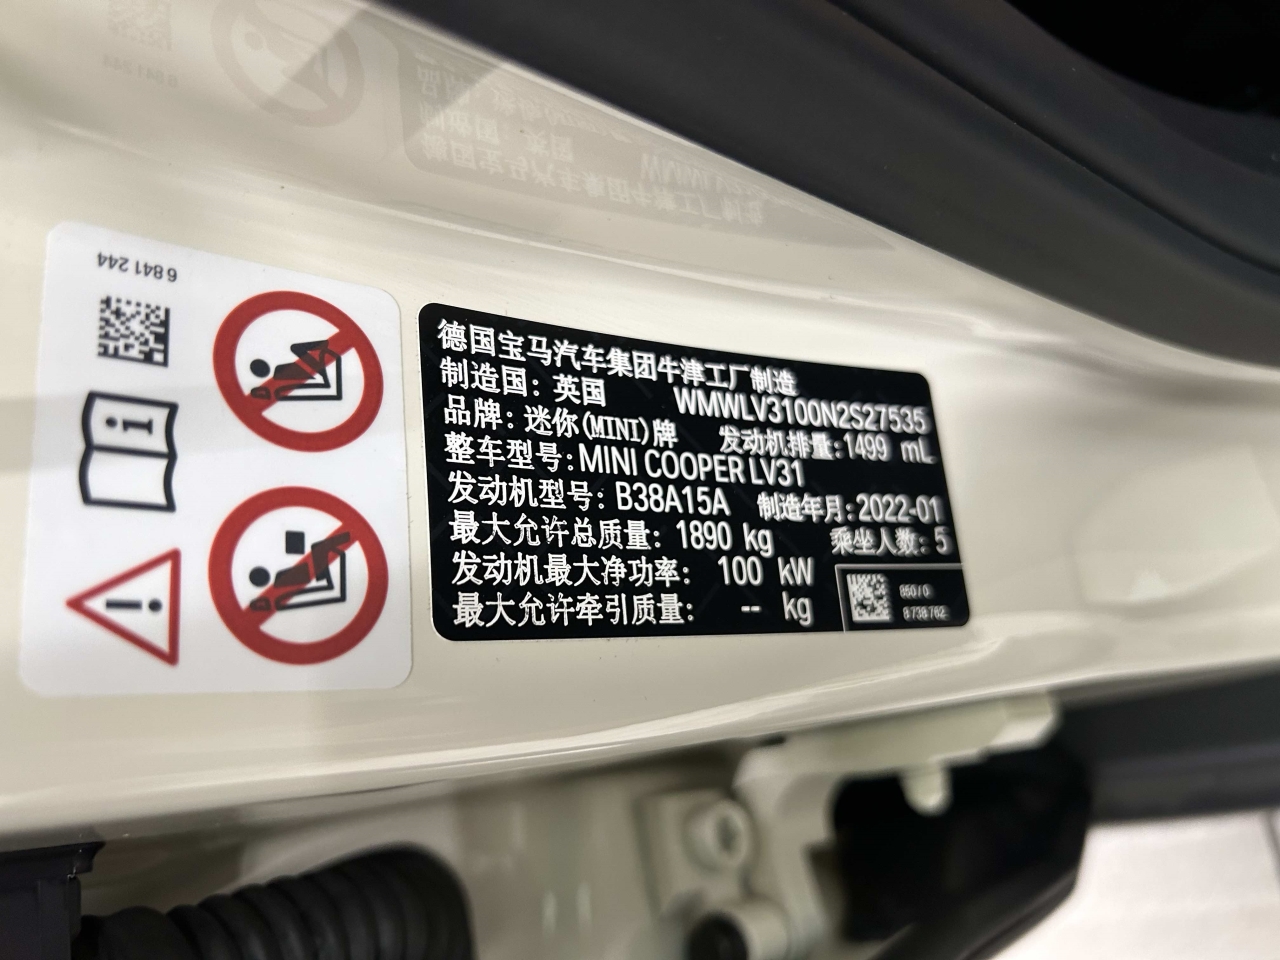 6 841 244
德国宝马汽车集团牛津工厂制造
制造国：英国 WMWLV3100N2S27535
品牌：迷你(MINI)牌 发动机排量:1499 mL
整车型号:MINI COOPER LV31
发动机型号：B38A15A 制造年月:2022-01
最大允许总质量：1890 kg 乘坐人数：5
发动机最大净功率： 100 kW
最大允许牵引质量： -- kg
850/0
8 738 762